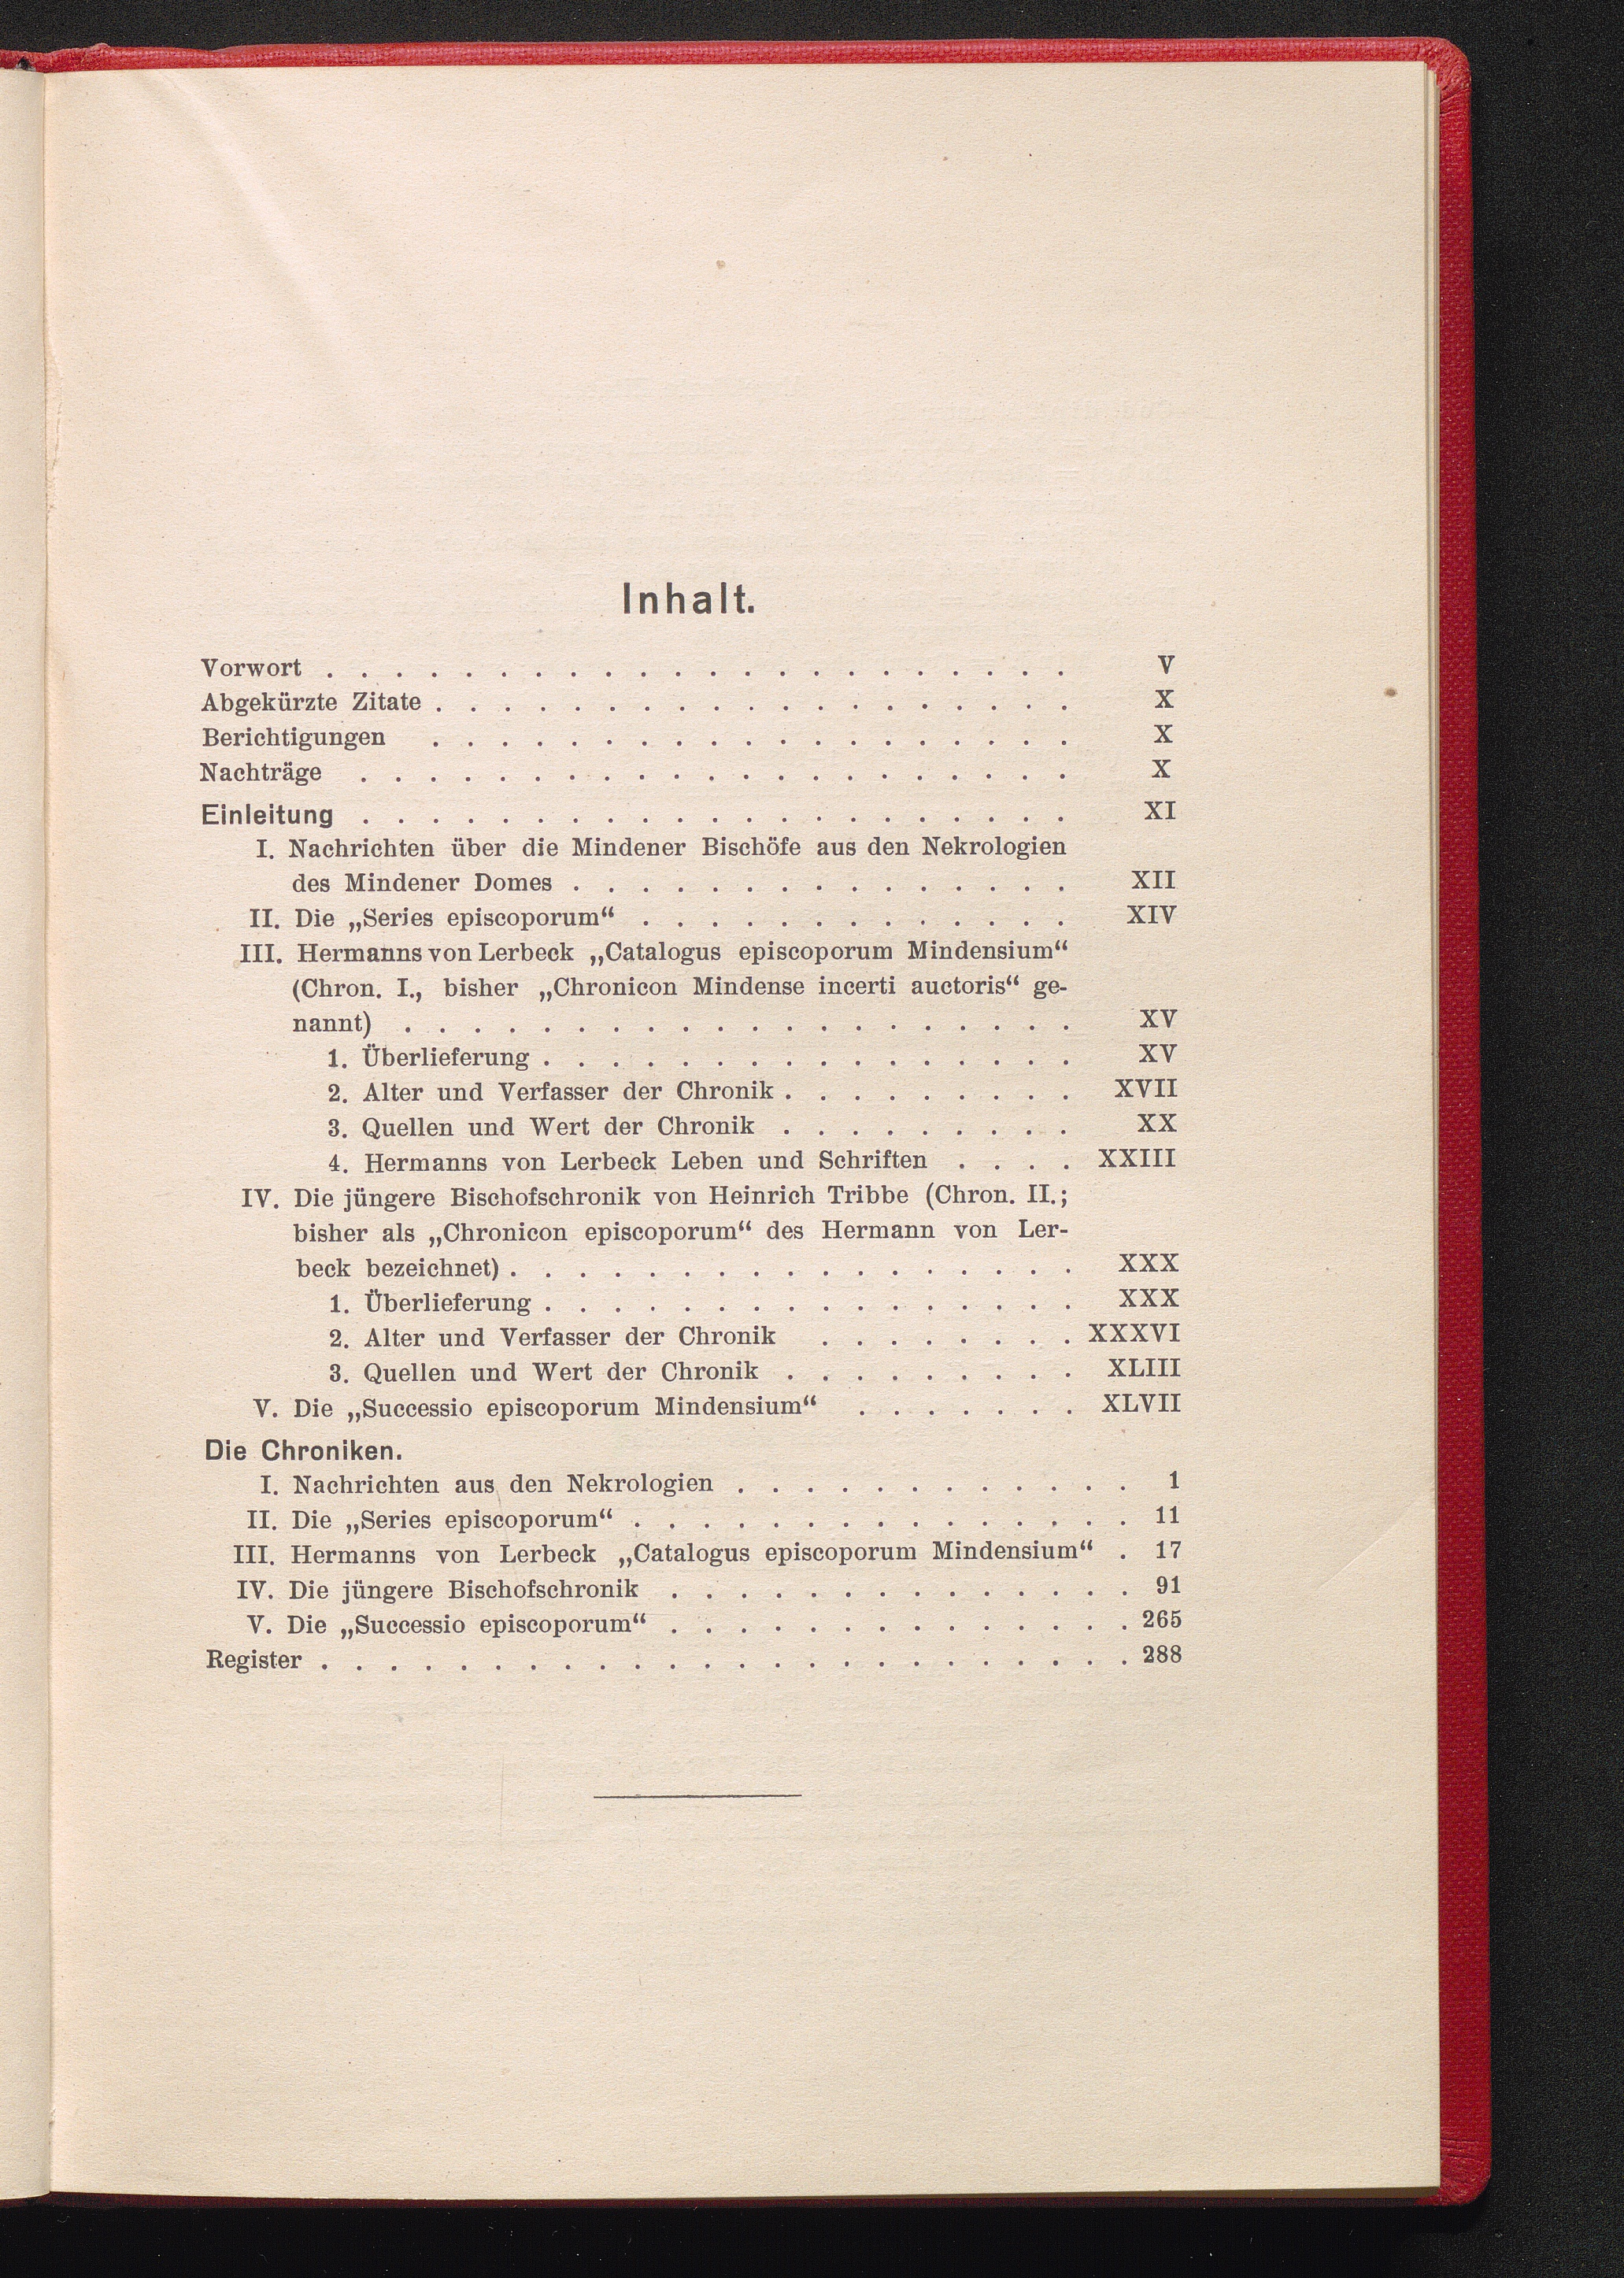 Inhalt.
Vorwort . . . . . . . . . . . . . . . . . . . . . . V
Abgekürzte Zitate . . . . . . . . . . . . . . . . . . . X
Berichtigungen . . . . . . . . . . . . . . . . . . . X
Nachträge . . . . . . . . . . . . . . . . . . . . . X
Einleitung . . . . . . . . . . . . . . . . . . . . . XI
I. Nachrichten über die Mindener Bischöfe aus den Nekrologien
des Mindener Domes . . . . . . . . . . . . . . . XII
II. Die „Series episcoporum“ . . . . . . . . . . . . . XIV
III. Hermanns von Lerbeck „Catalogus episcoporum Mindensium“
(Chron. I., bisher „Chronicon Mindense incerti auctoris“ ge-
nannt) . . . . . . . . . . . . . . . . . . . . XV
1. Überlieferung . . . . . . . . . . . . . . . . XV
2. Alter und Verfasser der Chronik . . . . . . . . . XVII
3. Quellen und Wert der Chronik . . . . . . . . . XX
4. Hermanns von Lerbeck Leben und Schriften . . . . XXIII
IV. Die jüngere Bischofschronik von Heinrich Tribbe (Chron. II.;
bisher als „Chronicon episcoporum“ des Hermann von Ler-
beck bezeichnet) . . . . . . . . . . . . . . . . . XXX
1. Überlieferung . . . . . . . . . . . . . . . . XXX
2. Alter und Verfasser der Chronik . . . . . . . . XXXVI
3. Quellen und Wert der Chronik . . . . . . . . . XLIII
V. Die „Successio episcoporum Mindensium“ . . . . . . . XLVII
Die Chroniken.
I. Nachrichten aus den Nekrologien . . . . . . . . . . . . 1
II. Die „Series episcoporum“ . . . . . . . . . . . . . . . 11
III. Hermanns von Lerbeck „Catalogus episcoporum Mindensium“ . 17
IV. Die jüngere Bischofschronik . . . . . . . . . . . . . . 91
V. Die „Successio episcoporum“ . . . . . . . . . . . . . . 265
Register . . . . . . . . . . . . . . . . . . . . . . . . 288